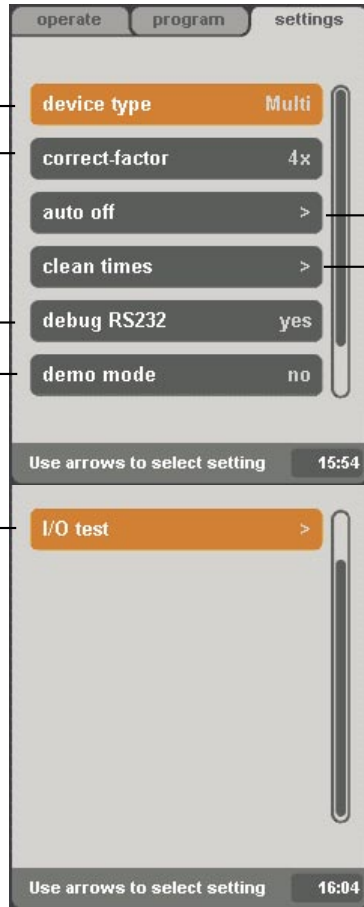 operate program settings
device type Multi
correct-factor 4x
auto off >
clean times >
debug RS232 yes
demo mode no
Use arrows to select setting 15:54
I/O test >
Use arrows to select setting 16:04